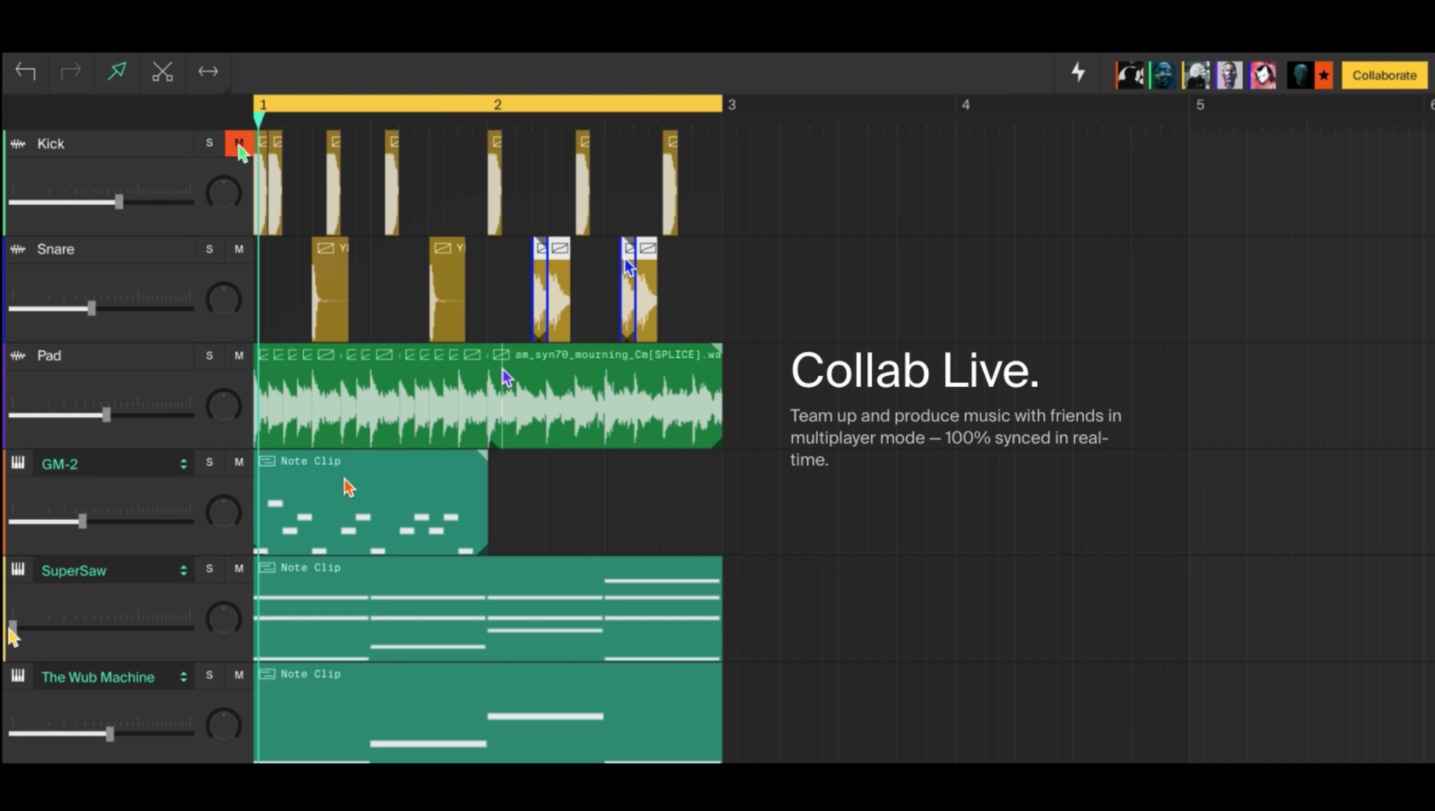 Collaborate
1 2 3 4 5 6
Kick S M
Snare S M
Pad S M
am_syn70_mourning_Cm[SPLICE].wa
GM-2 S M
Note Clip
SuperSaw S M
Note Clip
The Wub Machine S M
Note Clip
Collab Live.
Team up and produce music with friends in
multiplayer mode — 100% synced in real-
time.